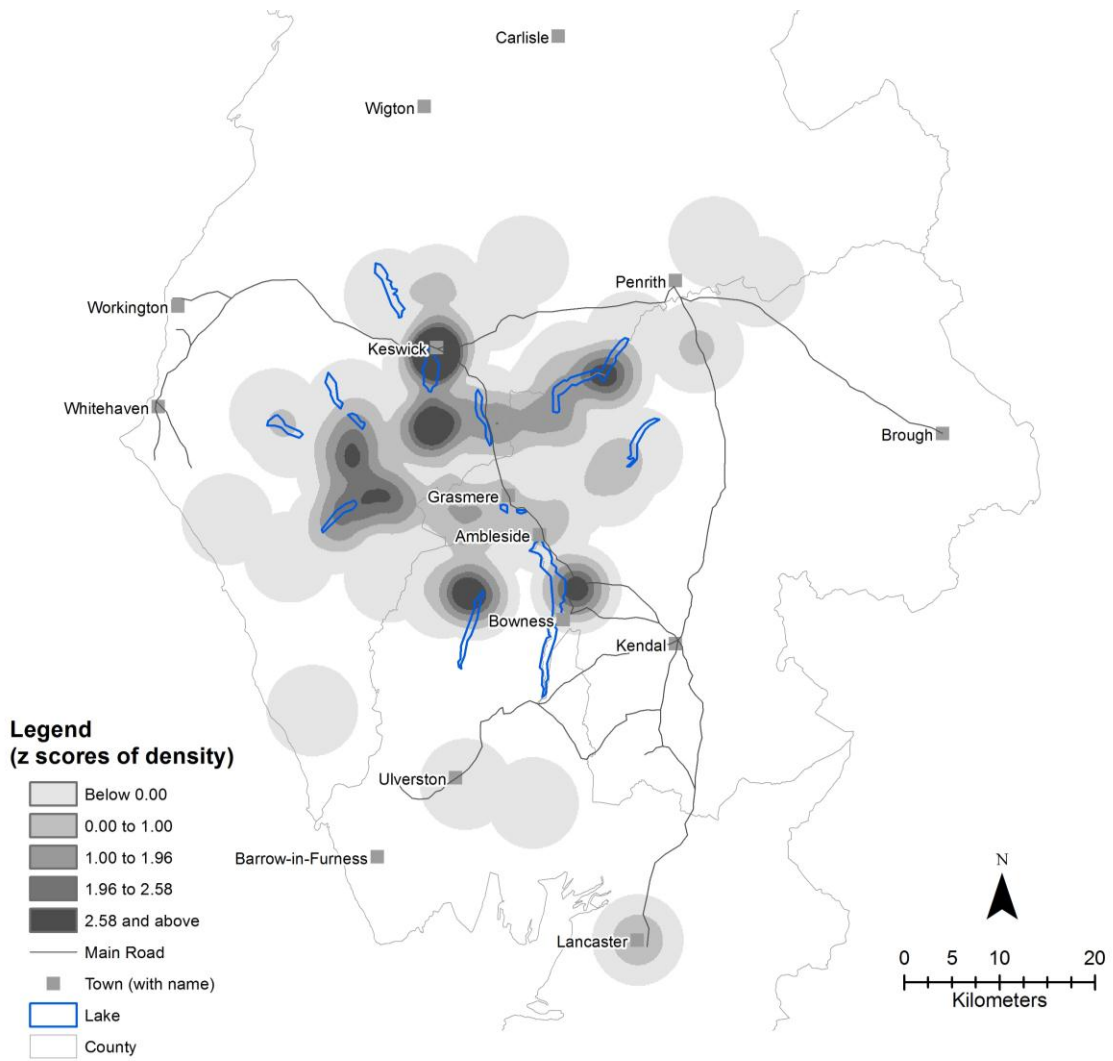 Carlisle
Wigton
Penrith
Workington
Keswick
Whitehaven
Brough
Grasmere
Ambleside
Bowness
Kendal
Legend
(z scores of density)
Below 0.00
0.00 to 1.00
1.00 to 1.96
1.96 to 2.58
2.58 and above
Main Road
Town (with name)
Lake
County
Ulverston
Barrow-in-Furness
Lancaster
N
0 5 10 20
Kilometers